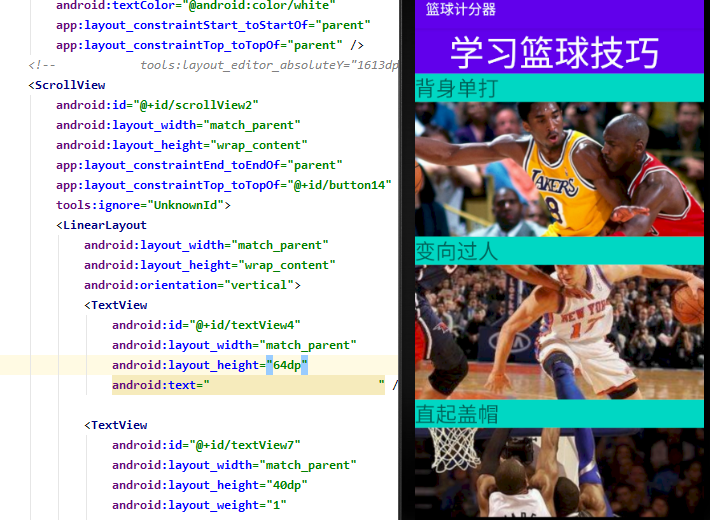 android:textColor="@android:color/white"
app:layout_constraintStart_toStartOf="parent"
app:layout_constraintTop_toTopOf="parent" />
<!--          tools:layout_editor_absoluteY="1613dp
<ScrollView
android:id="@+id/scrollView2"
android:layout_width="match_parent"
android:layout_height="wrap_content"
app:layout_constraintEnd_toEndOf="parent"
app:layout_constraintTop_toTopOf="@+id/button14"
tools:ignore="UnknownId">
<LinearLayout
android:layout_width="match_parent"
android:layout_height="wrap_content"
android:orientation="vertical">
<TextView
android:id="@+id/textView4"
android:layout_width="match_parent"
android:layout_height="64dp"
android:text="                        " /
<TextView
android:id="@+id/textView7"
android:layout_width="match_parent"
android:layout_height="40dp"
android:layout_weight="1"
篮球计分器
学习篮球技巧
背身单打
LAKERS
8
变向过人
NEW YORK
17
直起盖帽